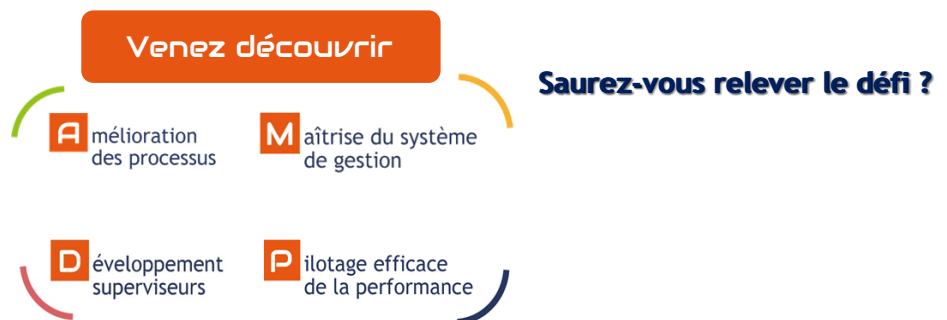 Venez découvrir
Saurez-vous relever le défi ?
Amélioration
des processus
Maîtrise du système
de gestion
Développement
superviseurs
Pilotage efficace
de la performance